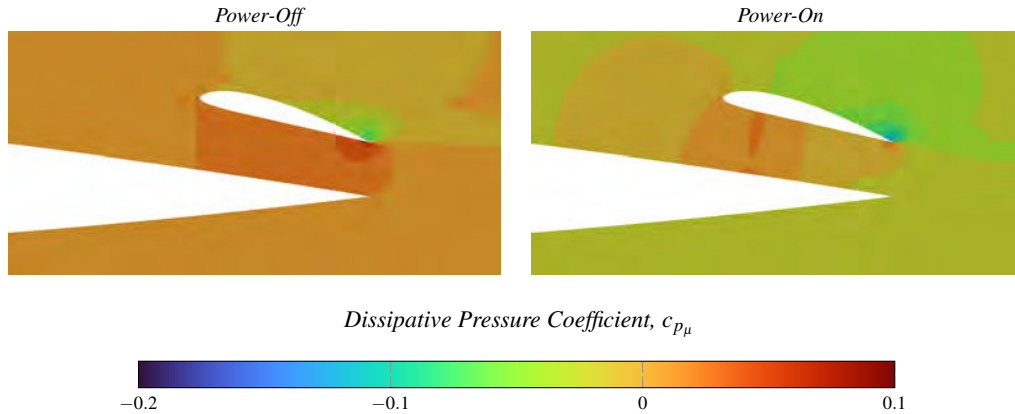 Power-Off
Power-On
Dissipative Pressure Coefficient, c_{p_μ}
−0.2
−0.1
0
0.1